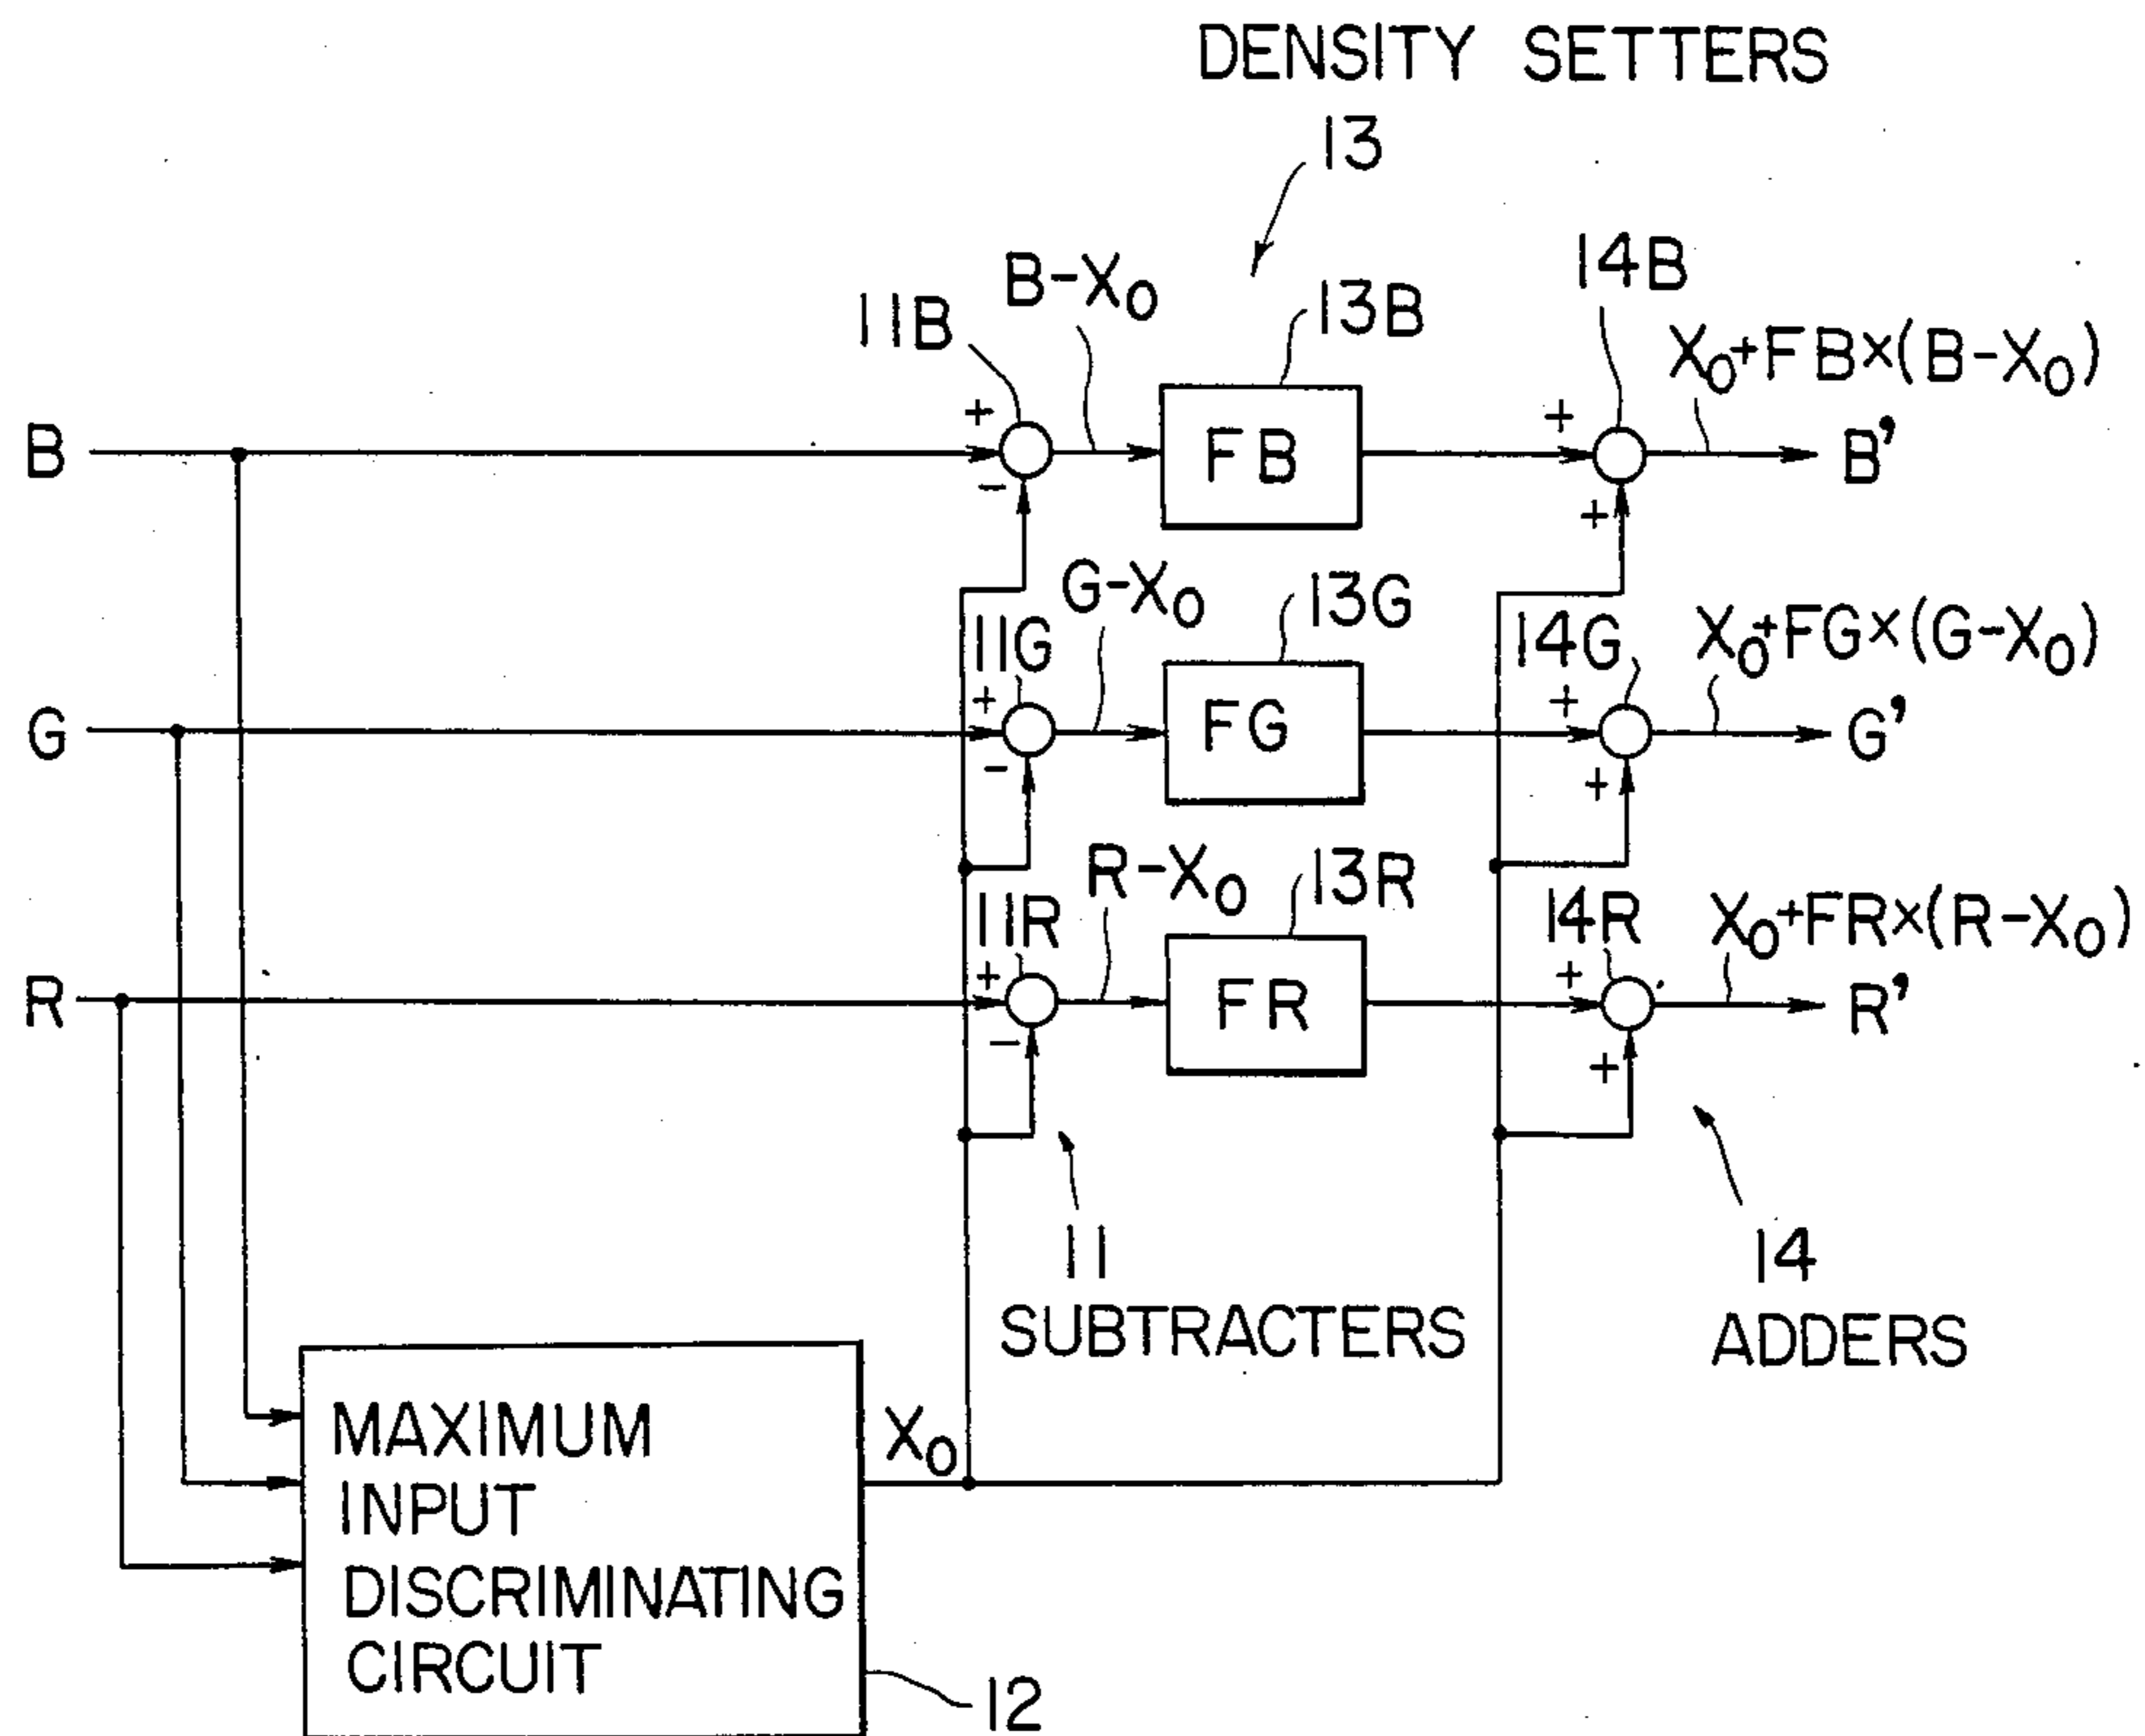 DENSITY SETTERS
13
11B
B-X₀
13B
14B
X₀+FB×(B-X₀)
B
+
-
FB
+
+
B'
11G
G-X₀
13G
14G
X₀+FG×(G-X₀)
G
+
-
FG
+
+
G'
11R
R-X₀
13R
14R
X₀+FR×(R-X₀)
R
+
-
FR
+
+
R'
11
SUBTRACTERS
14
ADDERS
MAXIMUM
INPUT
DISCRIMINATING
CIRCUIT
X₀
12